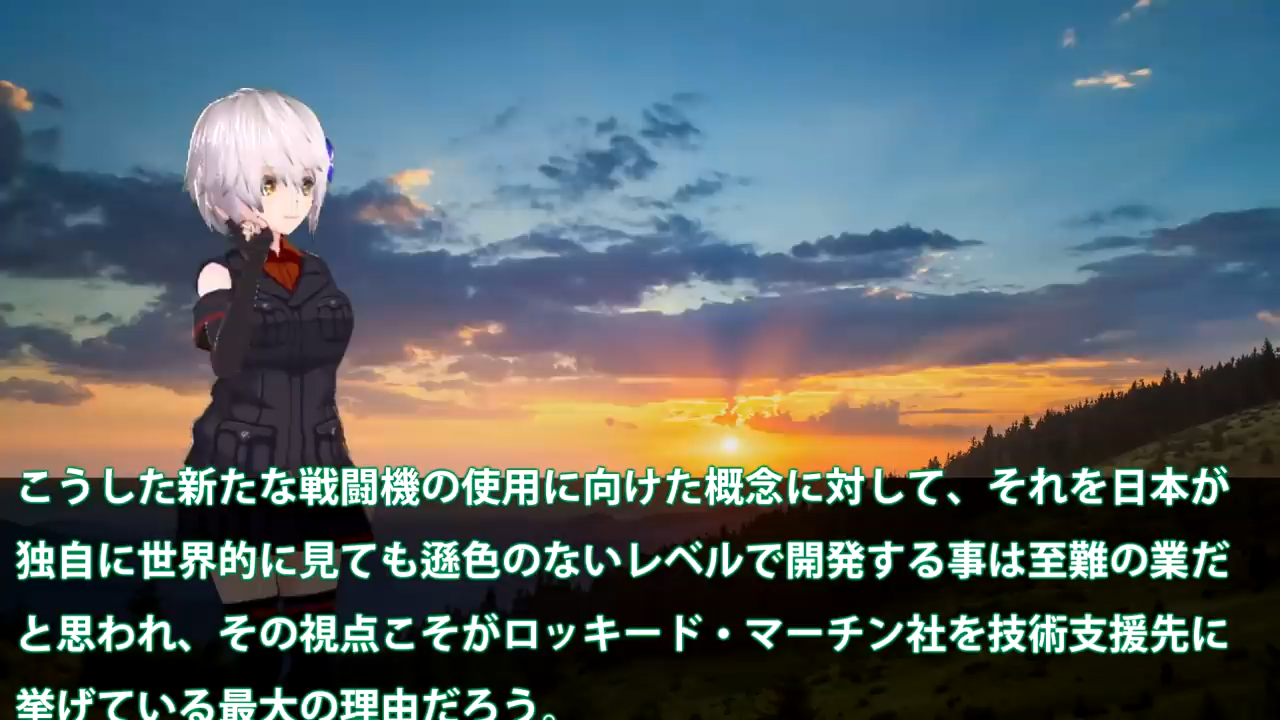 こうした新たな戦闘機の使用に向けた概念に対して、それを日本が
独自に世界的に見ても遜色のないレベルで開発する事は至難の業だ
と思われ、その視点こそがロッキード・マーチン社を技術支援先に
挙げている最大の理由だろう。